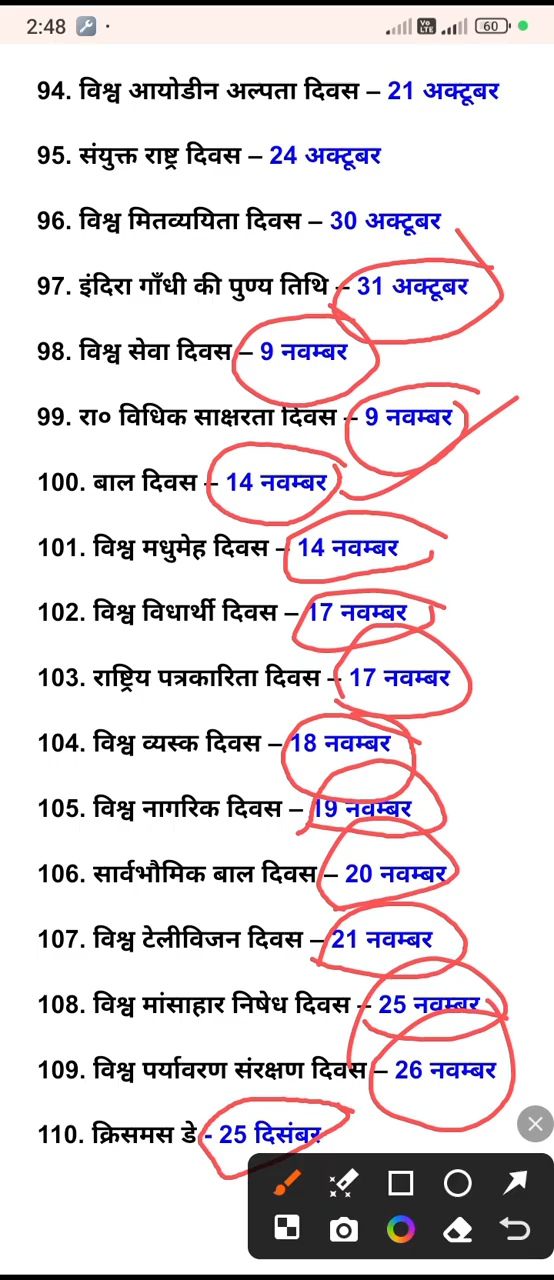 2:48
Vo LTE 60
94. विश्व आयोडीन अल्पता दिवस – 21 अक्टूबर
95. संयुक्त राष्ट्र दिवस – 24 अक्टूबर
96. विश्व मितव्ययिता दिवस – 30 अक्टूबर
97. इंदिरा गाँधी की पुण्य तिथि – 31 अक्टूबर
98. विश्व सेवा दिवस – 9 नवम्बर
99. रा० विधिक साक्षरता दिवस – 9 नवम्बर
100. बाल दिवस – 14 नवम्बर
101. विश्व मधुमेह दिवस – 14 नवम्बर
102. विश्व विधार्थी दिवस – 17 नवम्बर
103. राष्ट्रिय पत्रकारिता दिवस – 17 नवम्बर
104. विश्व व्यस्क दिवस – 18 नवम्बर
105. विश्व नागरिक दिवस – 19 नवम्बर
106. सार्वभौमिक बाल दिवस – 20 नवम्बर
107. विश्व टेलीविजन दिवस – 21 नवम्बर
108. विश्व मांसाहार निषेध दिवस – 25 नवम्बर
109. विश्व पर्यावरण संरक्षण दिवस – 26 नवम्बर
110. क्रिसमस डे - 25 दिसंबर